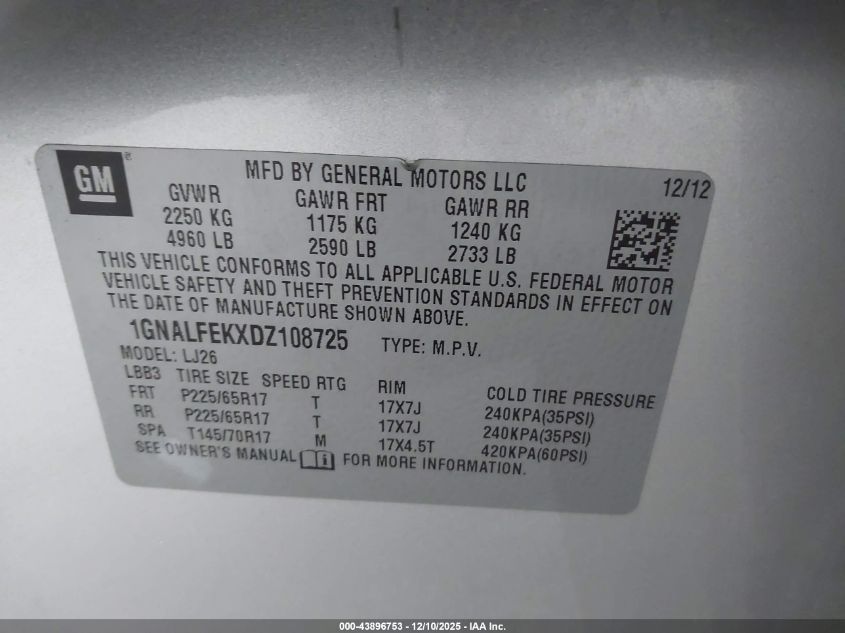 GM®
MFD BY GENERAL MOTORS LLC 12/12
GVWR GAWR FRT GAWR RR
2250 KG 1175 KG 1240 KG
4960 LB 2590 LB 2733 LB
THIS VEHICLE CONFORMS TO ALL APPLICABLE U.S. FEDERAL MOTOR
VEHICLE SAFETY AND THEFT PREVENTION STANDARDS IN EFFECT ON
THE DATE OF MANUFACTURE SHOWN ABOVE.
1GNALFEKXDZ108725 TYPE: M.P.V.
MODEL: LJ26
LBB3 TIRE SIZE SPEED RTG RIM COLD TIRE PRESSURE
FRT P225/65R17 T 17X7J 240KPA(35PSI)
RR P225/65R17 T 17X7J 240KPA(35PSI)
SPA T145/70R17 M 17X4.5T 420KPA(60PSI)
SEE OWNER'S MANUAL i FOR MORE INFORMATION.
000-43896753 - 12/10/2025 - IAA Inc.